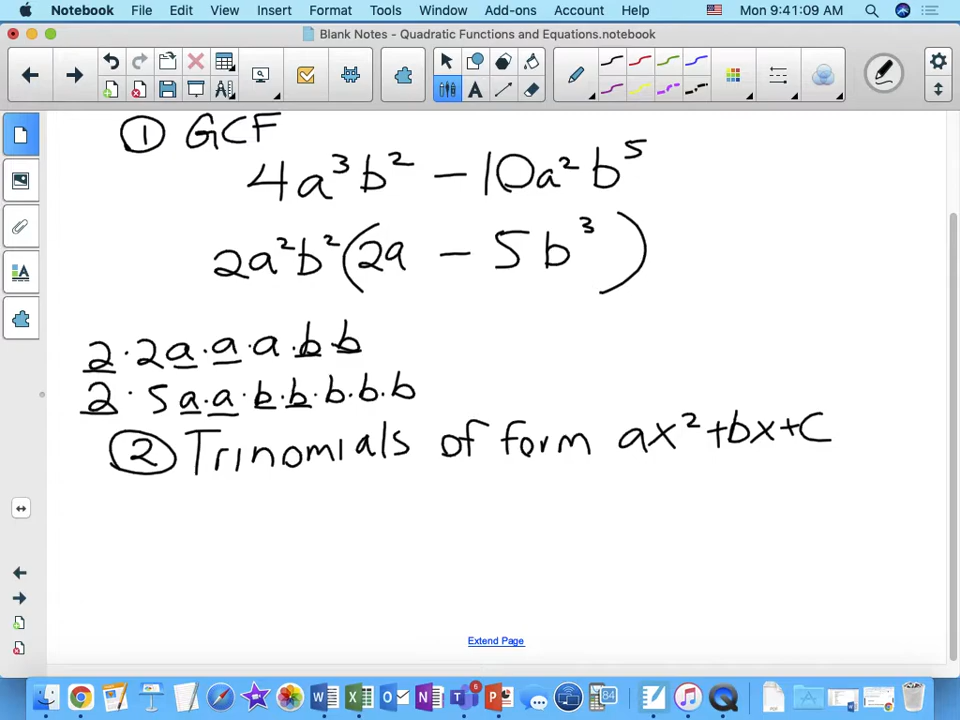 Notebook File Edit View Insert Format Tools Window Add-ons Account Help Mon 9:41:09 AM
Blank Notes - Quadratic Functions and Equations.notebook
① GCF
4a³b² – 10a²b⁵
2a²b²(2a – 5b³)
2·2a·a·a·b·b
2·5a·a·b·b·b·b·b
② Trinomials of form ax²+bx+c
Extend Page
6
84